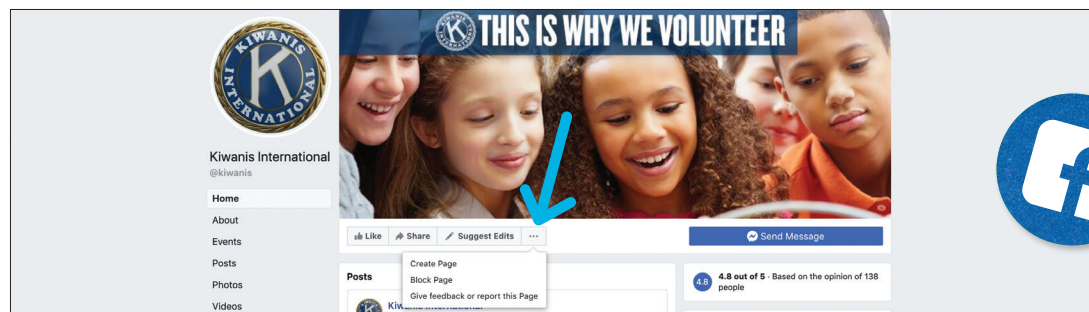 KIWANIS
INTERNATIONAL
K
THIS IS WHY WE VOLUNTEER
Kiwanis International
@kiwanis
Home
About
Events
Posts
Photos
Videos
Like
Share
Suggest Edits
...
Send Message
Create Page
Block Page
Give feedback or report this Page
Posts
4.8
4.8 out of 5 · Based on the opinion of 138
people